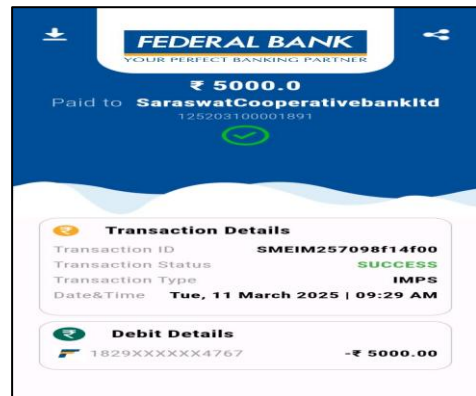 FEDERAL BANK
YOUR PERFECT BANKING PARTNER
₹ 5000.0
Paid to SaraswatCooperativebankltd
125203100001891
Transaction Details
Transaction ID SMEIM257098f14f00
Transaction Status SUCCESS
Transaction Type IMPS
Date&Time Tue, 11 March 2025 | 09:29 AM
Debit Details
1829XXXXXX4767 -₹ 5000.00